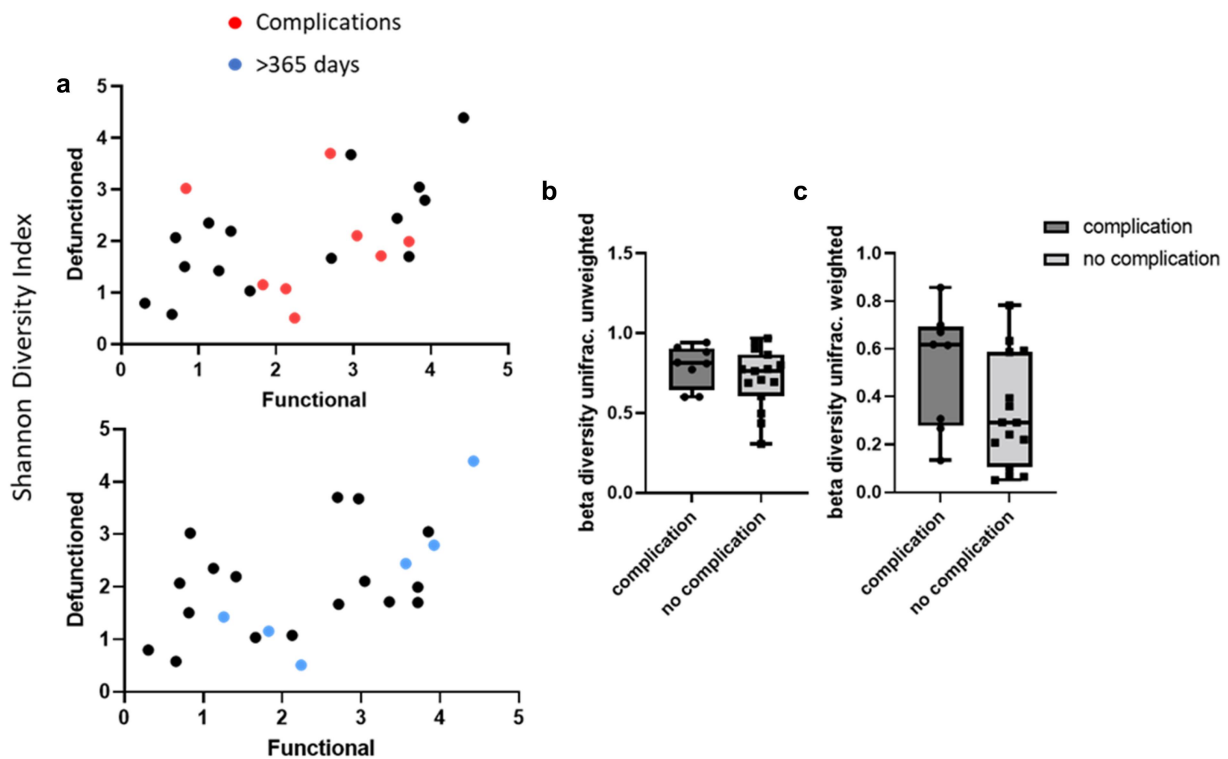 Complications
>365 days
a
Shannon Diversity Index
5
4
3
2
1
0
Defunctioned
0 1 2 3 4 5
Functional
5
4
3
2
1
0
Defunctioned
0 1 2 3 4 5
Functional
b
beta diversity unifrac. unweighted
1.5
1.0
0.5
0.0
complication
no complication
c
beta diversity unifrac. weighted
1.0
0.8
0.6
0.4
0.2
0.0
complication
no complication
complication
no complication